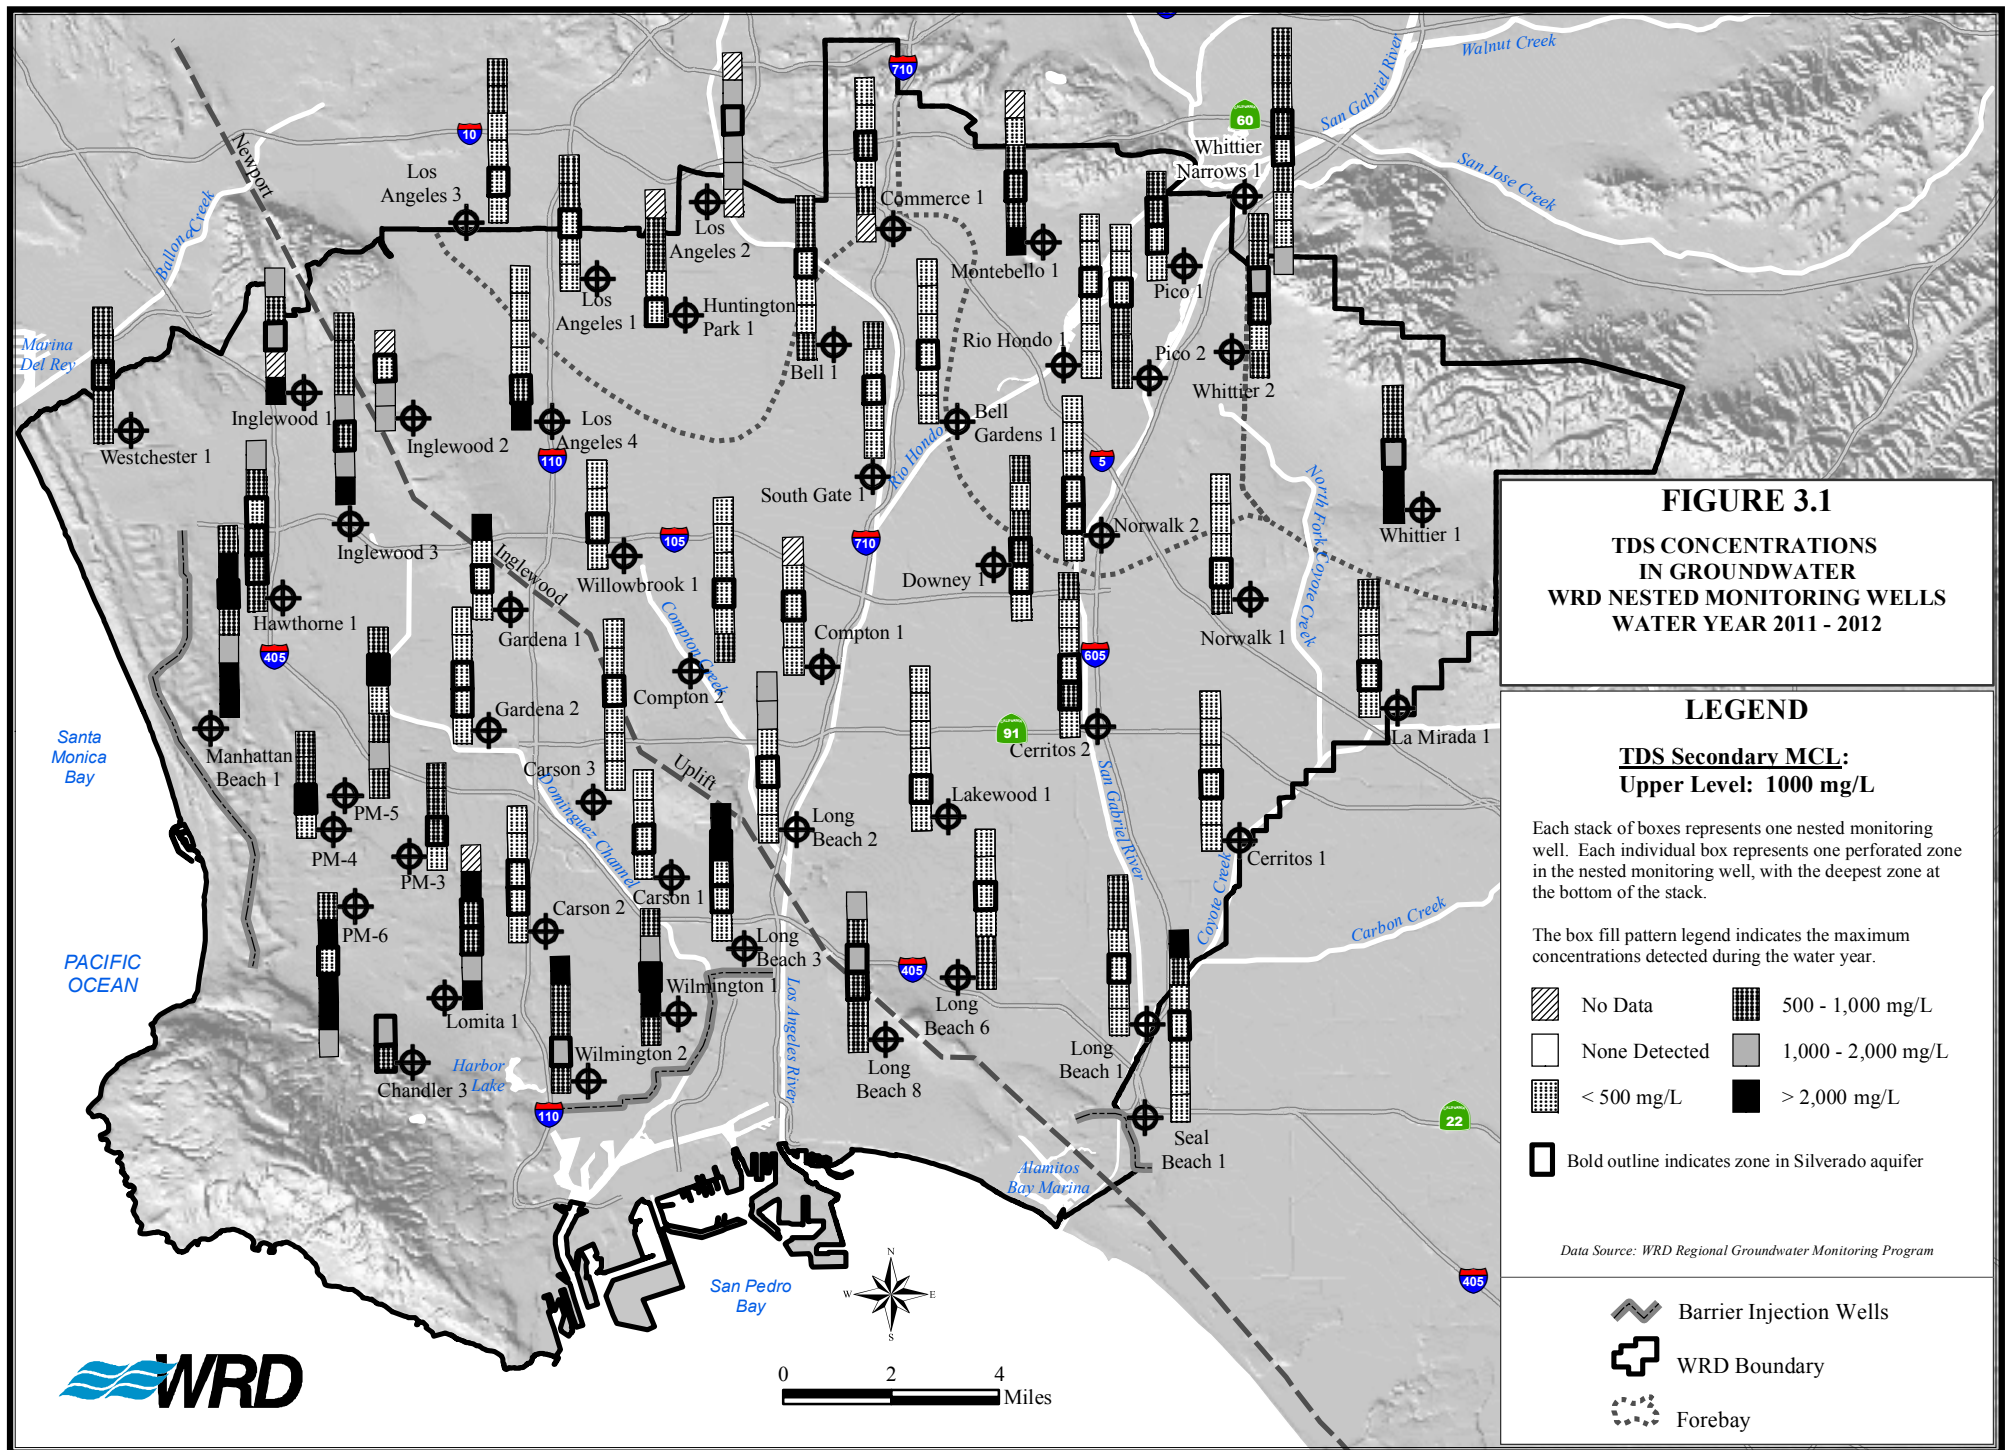 Walnut Creek
San Gabriel River
710
10
60
Whittier
Narrows 1
San Jose Creek
Newport
Los
Angeles 3
Commerce 1
Ballona Creek
Los
Angeles 2
Montebello 1
Pico 1
Los
Angeles 1
Huntington
Park 1
Marina
Del Rey
Rio Hondo 1
Pico 2
Bell 1
Whittier 2
Inglewood 1
Inglewood 2
Los
Angeles 4
Bell
Gardens 1
Westchester 1
110
5
Rio Hondo
South Gate 1
North Fork Coyote Creek
Inglewood 3
105
710
Norwalk 2
Whittier 1
Inglewood
Willowbrook 1
Downey 1
Hawthorne 1
Gardena 1
Compton Creek
Compton 1
Norwalk 1
405
605
Compton 2
Gardena 2
Santa
Monica
Bay
Manhattan
Beach 1
91
Cerritos 2
La Mirada 1
Carson 3
Uplift
Dominguez Channel
San Gabriel River
Lakewood 1
PM-5
Long
Beach 2
PM-4
PM-3
Cerritos 1
Carson 1
Carson 2
Coyote Creek
Carbon Creek
PM-6
Long
Beach 3
PACIFIC
OCEAN
405
Wilmington 1
Los Angeles River
Lomita 1
Long
Beach 6
Long
Beach 1
Wilmington 2
Harbor
Lake
Chandler 3
Long
Beach 8
110
22
Seal
Beach 1
Alamitos
Bay Marina
San Pedro
Bay
405
N
W
E
S
0 2 4
Miles
WRD
FIGURE 3.1
TDS CONCENTRATIONS
IN GROUNDWATER
WRD NESTED MONITORING WELLS
WATER YEAR 2011 - 2012
LEGEND
TDS Secondary MCL:
Upper Level: 1000 mg/L
Each stack of boxes represents one nested monitoring
well. Each individual box represents one perforated zone
in the nested monitoring well, with the deepest zone at
the bottom of the stack.
The box fill pattern legend indicates the maximum
concentrations detected during the water year.
No Data
500 - 1,000 mg/L
None Detected
1,000 - 2,000 mg/L
< 500 mg/L
> 2,000 mg/L
Bold outline indicates zone in Silverado aquifer
Data Source: WRD Regional Groundwater Monitoring Program
Barrier Injection Wells
WRD Boundary
Forebay